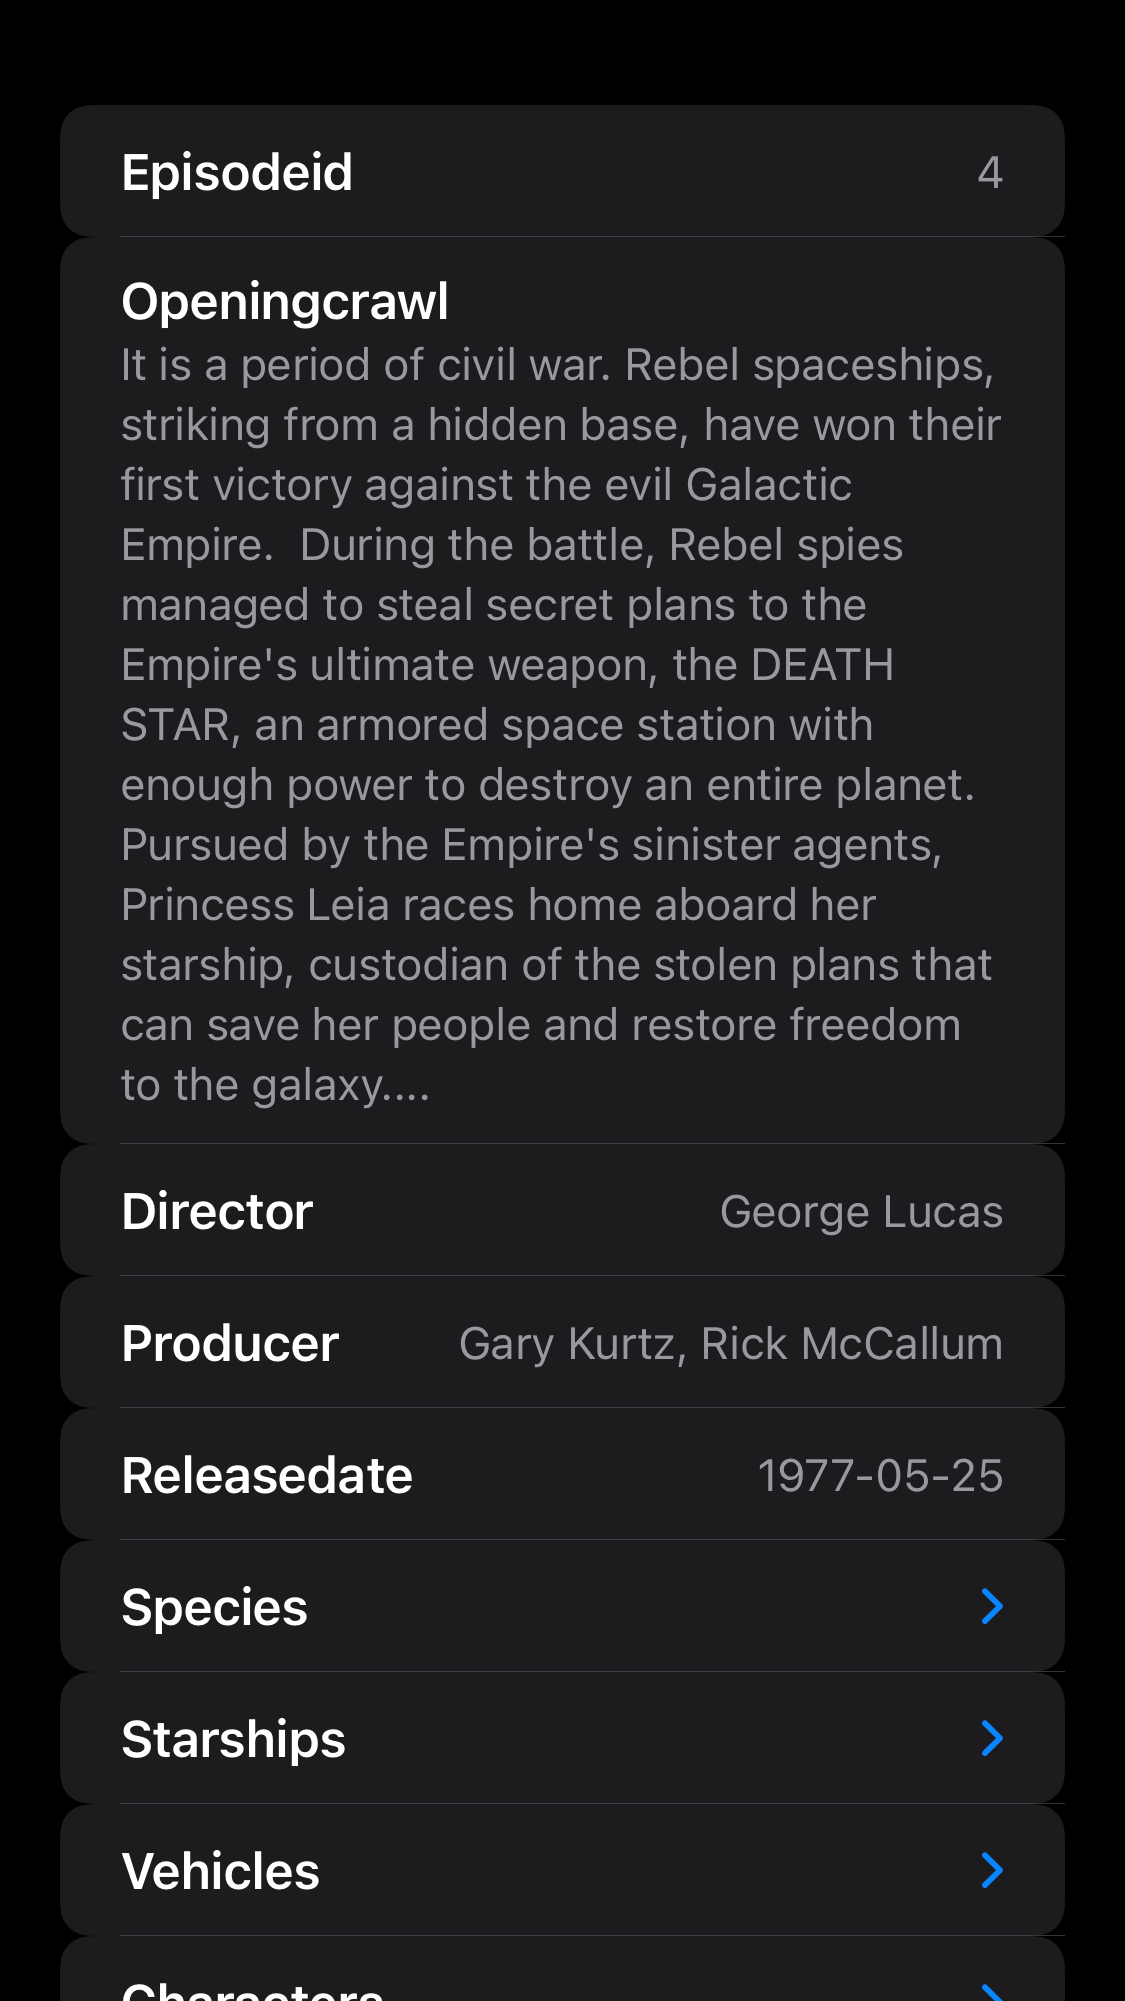 Episodeid 4
Openingcrawl
It is a period of civil war. Rebel spaceships,
striking from a hidden base, have won their
first victory against the evil Galactic
Empire.  During the battle, Rebel spies
managed to steal secret plans to the
Empire's ultimate weapon, the DEATH
STAR, an armored space station with
enough power to destroy an entire planet.
Pursued by the Empire's sinister agents,
Princess Leia races home aboard her
starship, custodian of the stolen plans that
can save her people and restore freedom
to the galaxy....
Director George Lucas
Producer Gary Kurtz, Rick McCallum
Releasedate 1977-05-25
Species
Starships
Vehicles
Characters